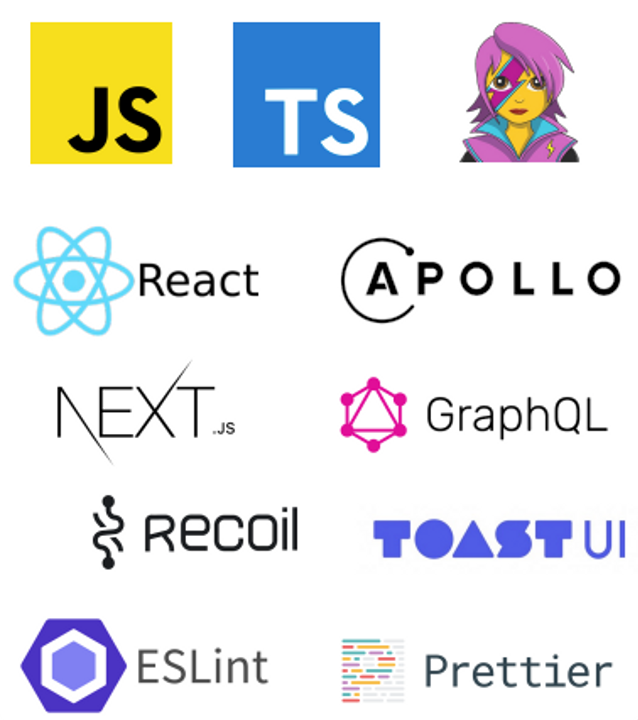 JS TS
React APOLLO
NEXT.JS GraphQL
Recoil TOAST UI
ESLint Prettier